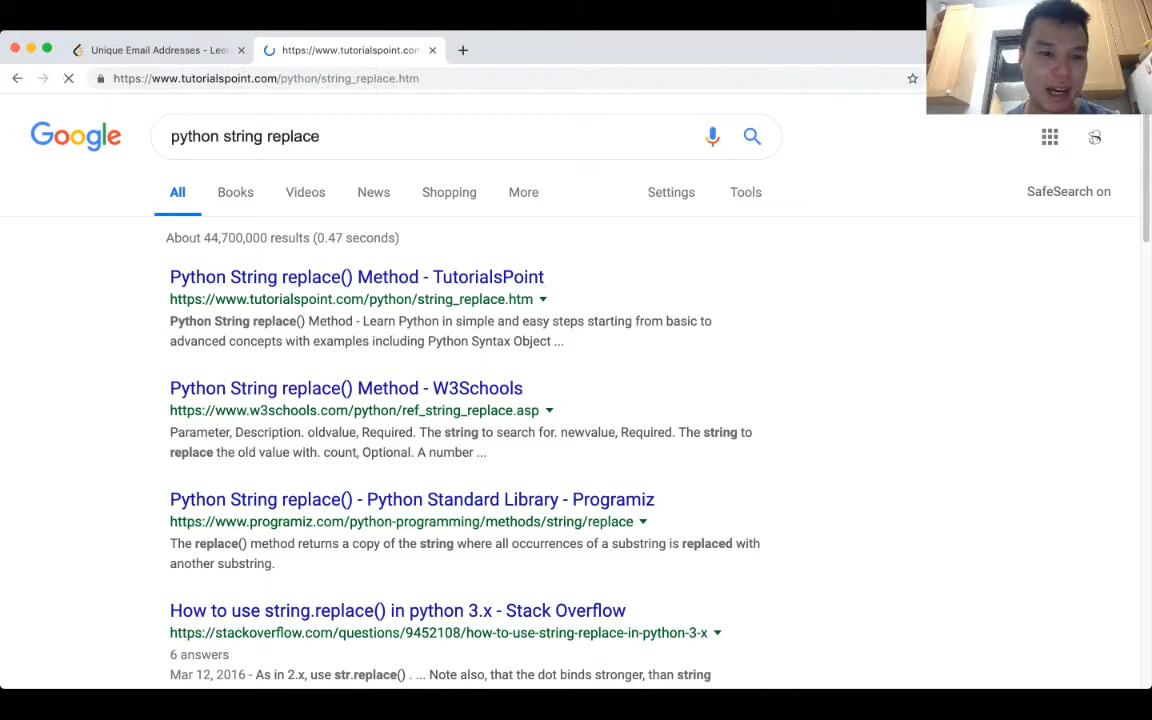 Unique Email Addresses - Lee
https://www.tutorialspoint.com
https://www.tutorialspoint.com/python/string_replace.htm
Google
python string replace
All Books Videos News Shopping More Settings Tools
SafeSearch on
About 44,700,000 results (0.47 seconds)
Python String replace() Method - TutorialsPoint
https://www.tutorialspoint.com/python/string_replace.htm
Python String replace() Method - Learn Python in simple and easy steps starting from basic to
advanced concepts with examples including Python Syntax Object ...
Python String replace() Method - W3Schools
https://www.w3schools.com/python/ref_string_replace.asp
Parameter, Description. oldvalue, Required. The string to search for. newvalue, Required. The string to
replace the old value with. count, Optional. A number ...
Python String replace() - Python Standard Library - Programiz
https://www.programiz.com/python-programming/methods/string/replace
The replace() method returns a copy of the string where all occurrences of a substring is replaced with
another substring.
How to use string.replace() in python 3.x - Stack Overflow
https://stackoverflow.com/questions/9452108/how-to-use-string-replace-in-python-3-x
6 answers
Mar 12, 2016 - As in 2.x, use str.replace() . ... Note also, that the dot binds stronger, than string